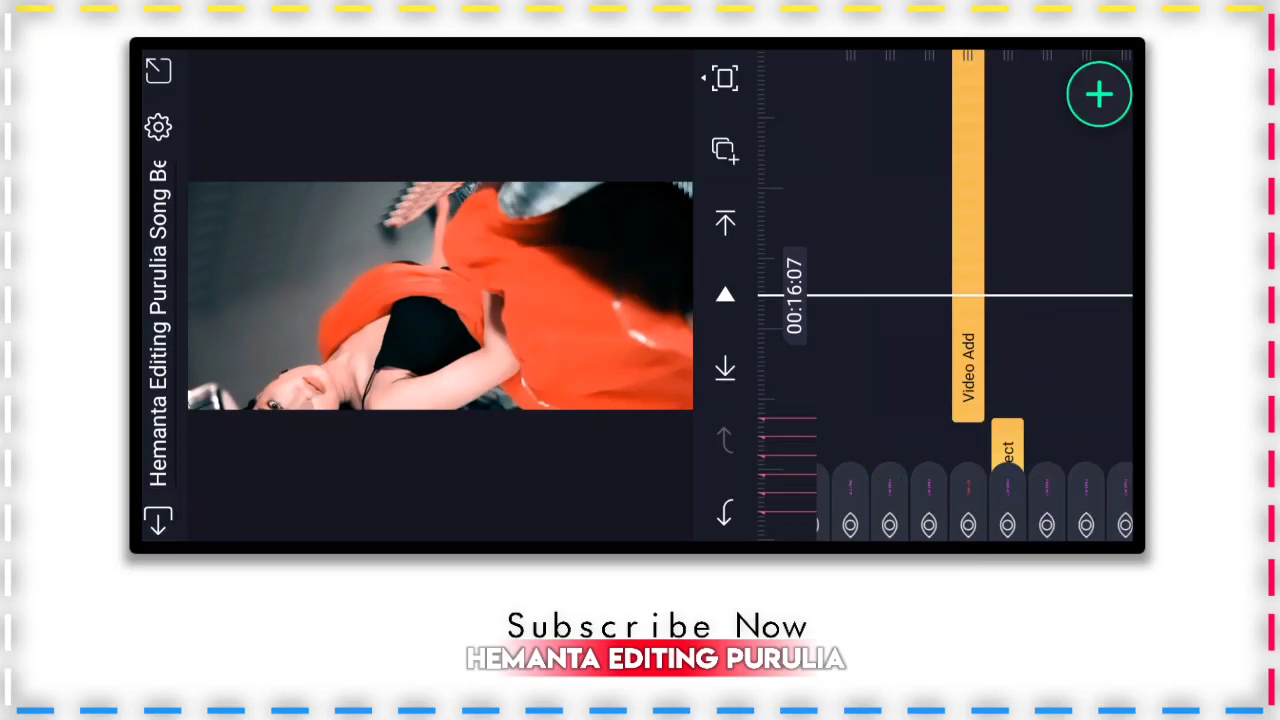 Hemanta Editing Purulia Song Be
00:16:07
Video Add
ect
Subscribe Now
HEMANTA EDITING PURULIA